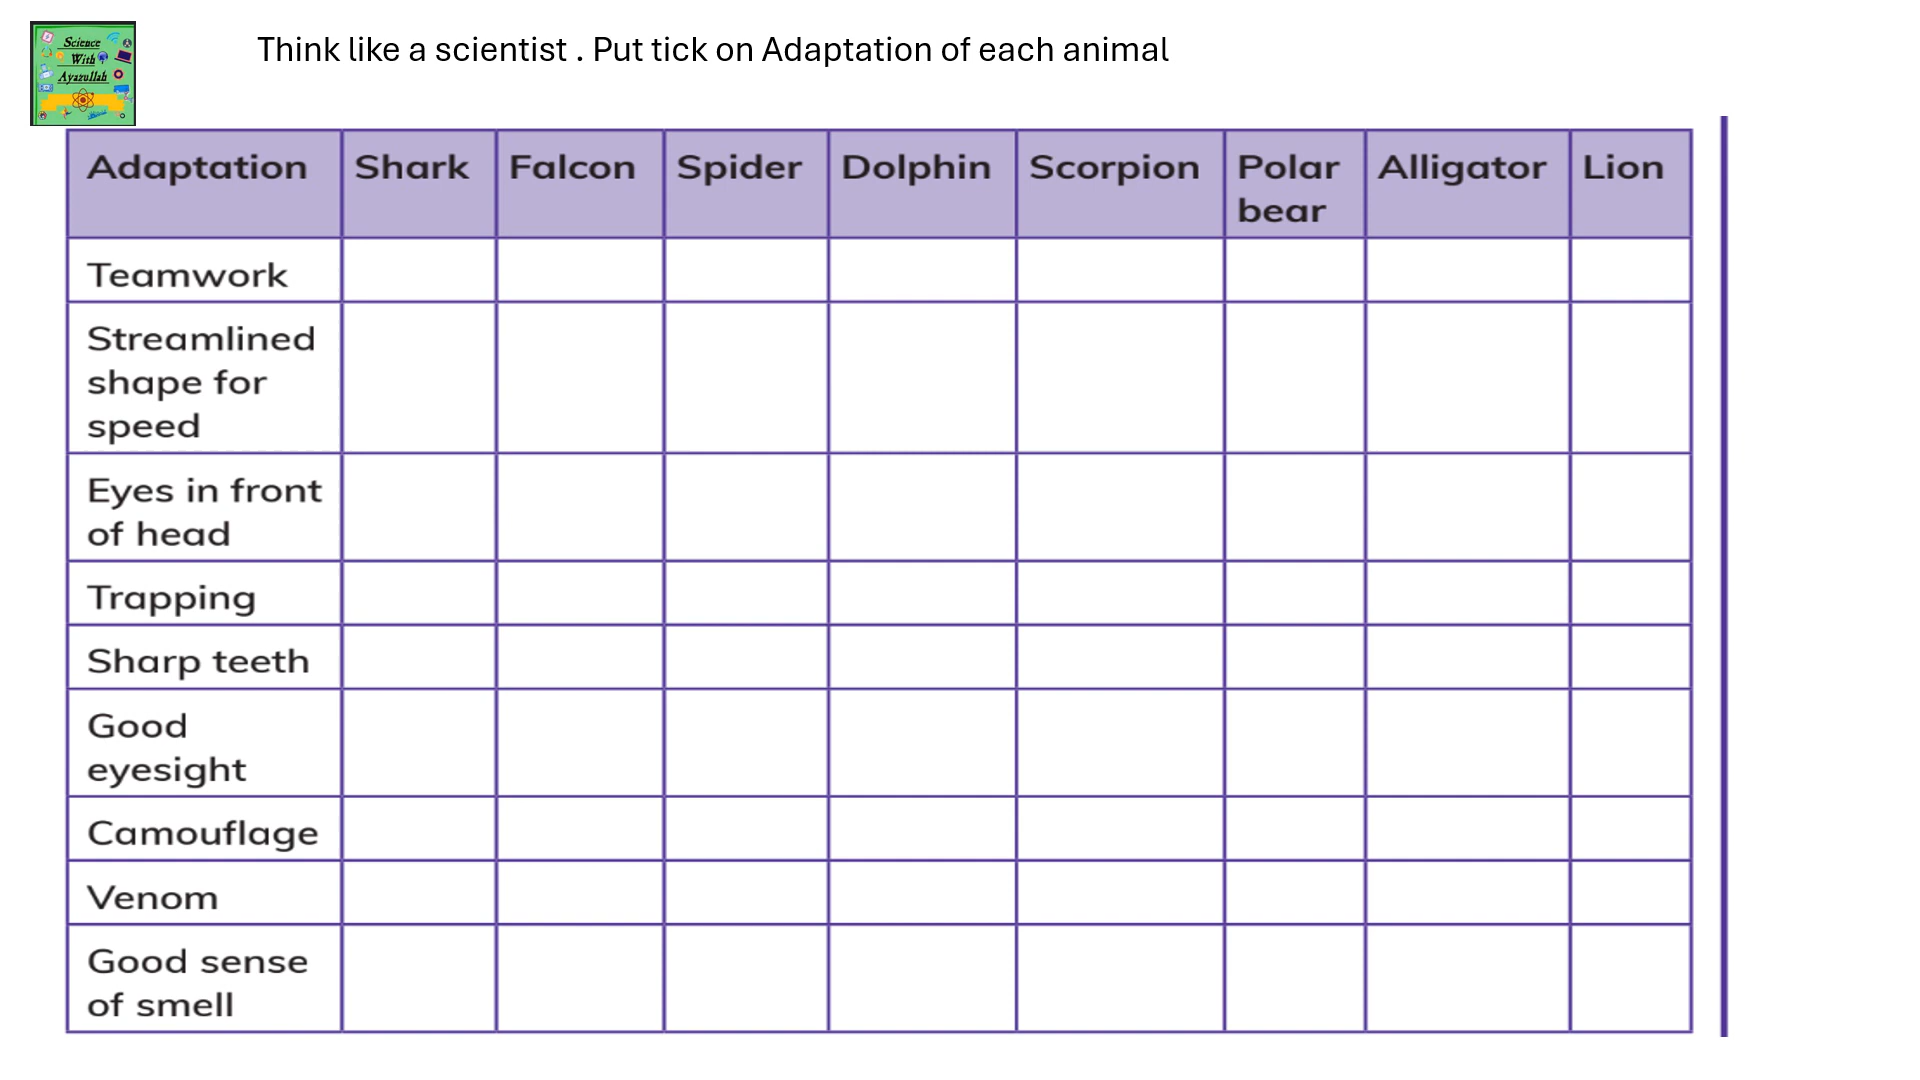 Science
With
Ayazullah
Think like a scientist . Put tick on Adaptation of each animal
Adaptation Shark Falcon Spider Dolphin Scorpion Polar bear Alligator Lion
Teamwork
Streamlined
shape for
speed
Eyes in front
of head
Trapping
Sharp teeth
Good
eyesight
Camouflage
Venom
Good sense
of smell